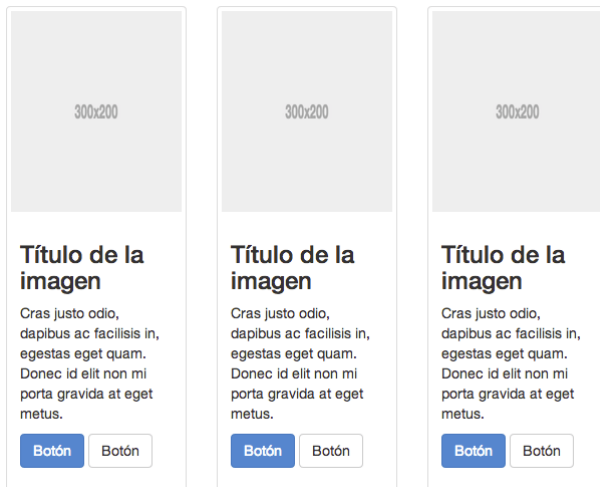 300x200
Título de la
imagen
Cras justo odio,
dapibus ac facilisis in,
egestas eget quam.
Donec id elit non mi
porta gravida at eget
metus.
Botón Botón
300x200
Título de la
imagen
Cras justo odio,
dapibus ac facilisis in,
egestas eget quam.
Donec id elit non mi
porta gravida at eget
metus.
Botón Botón
300x200
Título de la
imagen
Cras justo odio,
dapibus ac facilisis in,
egestas eget quam.
Donec id elit non mi
porta gravida at eget
metus.
Botón Botón